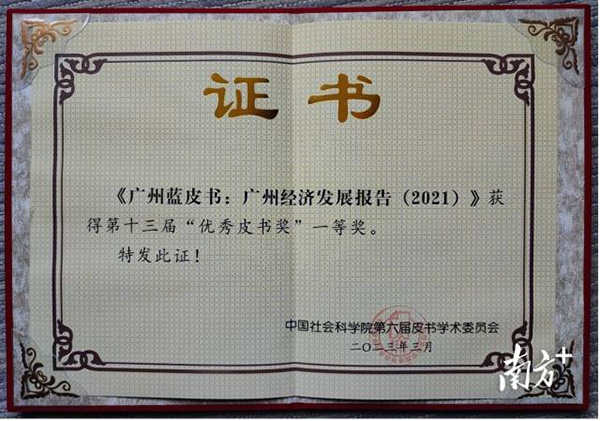 证书
《广州蓝皮书：广州经济发展报告（2021）》获
得第十三届“优秀皮书奖”一等奖。
特发此证！
中国社会科学院第六届皮书学术委员会
二〇二三年三月
南方+